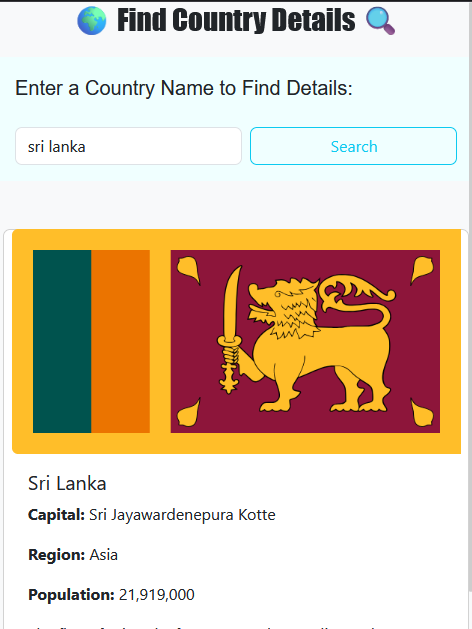 🌍 Find Country Details 🔍
Enter a Country Name to Find Details:
sri lanka
Search
Sri Lanka
Capital: Sri Jayawardenepura Kotte
Region: Asia
Population: 21,919,000